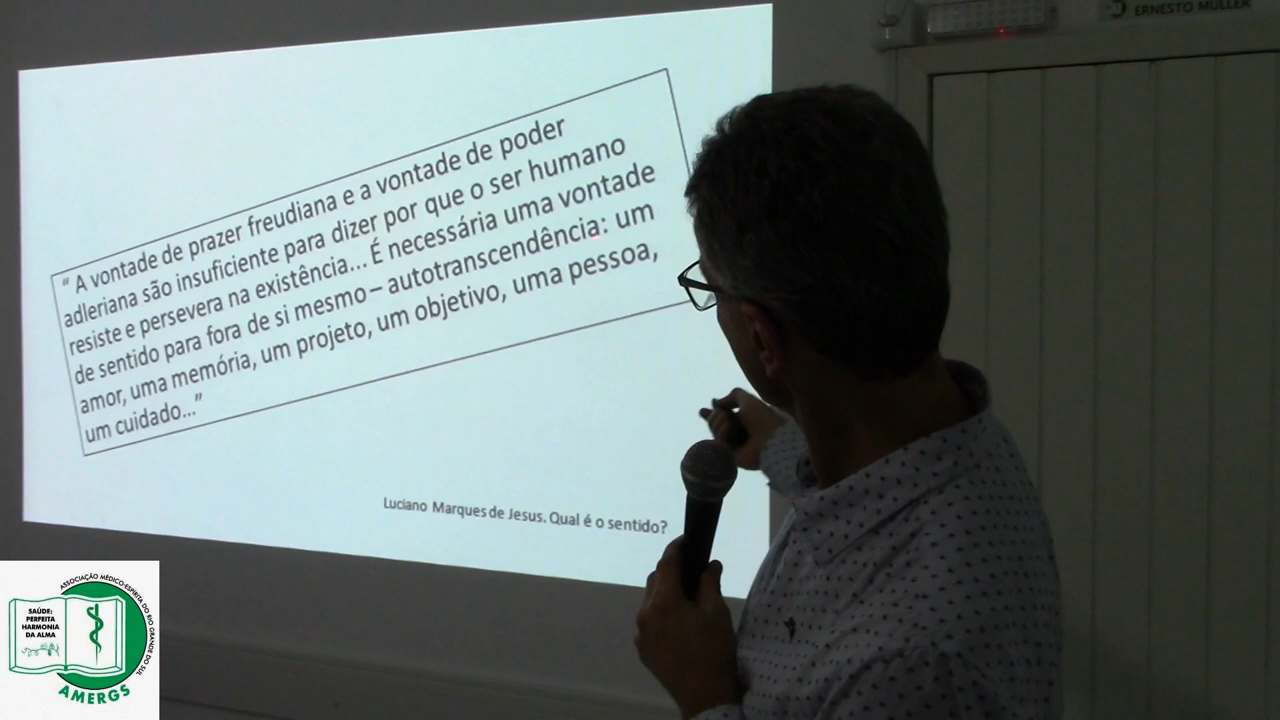 ERNESTO MÜLLER
“ A vontade de prazer freudiana e a vontade de poder
adleriana são insuficiente para dizer por que o ser humano
resiste e persevera na existência... É necessária uma vontade
de sentido para fora de si mesmo – autotranscendência: um
amor, uma memória, um projeto, um objetivo, uma pessoa,
um cuidado...”
Luciano Marques de Jesus. Qual é o sentido?
ASSOCIAÇÃO MÉDICO-ESPÍRITA DO RIO GRANDE DO SUL
SAÚDE:
PERFEITA
HARMONIA
DA ALMA
AMERGS